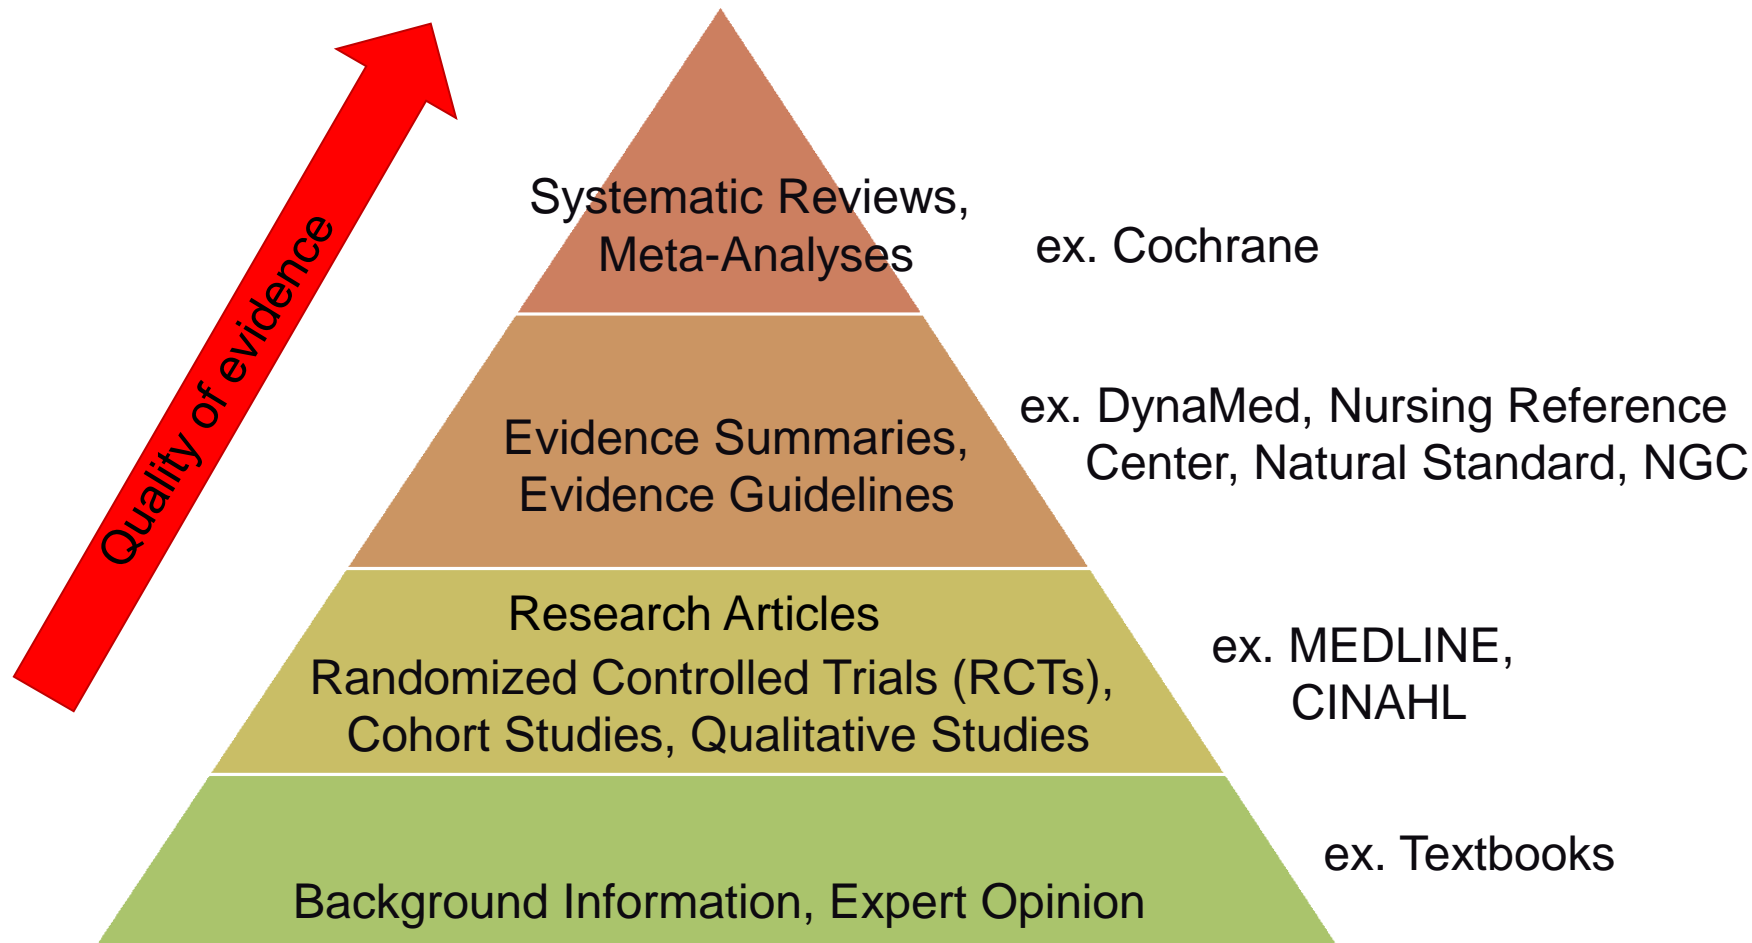 Quality of evidence
Systematic Reviews,
Meta-Analyses
ex. Cochrane
Evidence Summaries,
Evidence Guidelines
ex. DynaMed, Nursing Reference
Center, Natural Standard, NGC
Research Articles
Randomized Controlled Trials (RCTs),
Cohort Studies, Qualitative Studies
ex. MEDLINE,
CINAHL
Background Information, Expert Opinion
ex. Textbooks